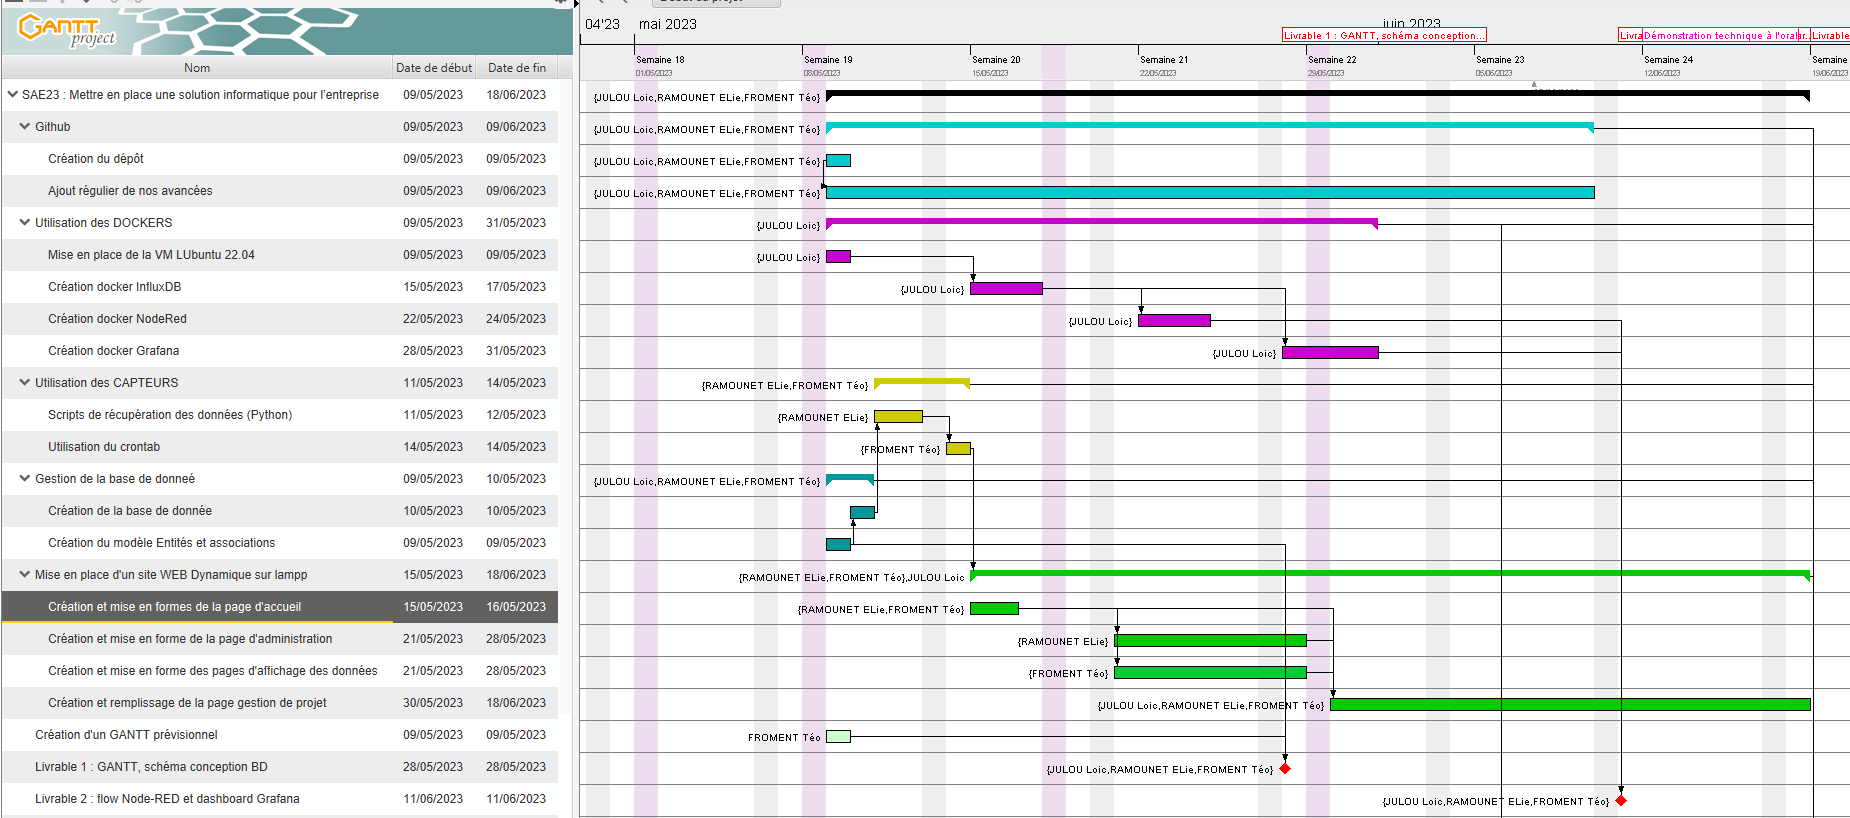 Début du projet
04'23 mai 2023 juin 2023
GANTT project
Livrable 1 : GANTT, schéma conception... Livra Démonstration technique à l'oral ar... Livrable
Nom Date de début Date de fin
Semaine 18 Semaine 19 Semaine 20 Semaine 21 Semaine 22 Semaine 23 Semaine 24 Semaine
01/05/2023 08/05/2023 15/05/2023 22/05/2023 29/05/2023 05/06/2023 12/06/2023 19/06/2023
SAE23 : Mettre en place une solution informatique pour l'entreprise 09/05/2023 18/06/2023 {JULOU Loic,RAMOUNET ELie,FROMENT Téo}
Github 09/05/2023 09/06/2023 {JULOU Loic,RAMOUNET ELie,FROMENT Téo}
Création du dépôt 09/05/2023 09/05/2023 {JULOU Loic,RAMOUNET ELie,FROMENT Téo}
Ajout régulier de nos avancées 09/05/2023 09/06/2023 {JULOU Loic,RAMOUNET ELie,FROMENT Téo}
Utilisation des DOCKERS 09/05/2023 31/05/2023 {JULOU Loic}
Mise en place de la VM LUbuntu 22.04 09/05/2023 09/05/2023 {JULOU Loic}
Création docker InfluxDB 15/05/2023 17/05/2023 {JULOU Loic}
Création docker NodeRed 22/05/2023 24/05/2023 {JULOU Loic}
Création docker Grafana 28/05/2023 31/05/2023 {JULOU Loic}
Utilisation des CAPTEURS 11/05/2023 14/05/2023 {RAMOUNET ELie,FROMENT Téo}
Scripts de récupération des données (Python) 11/05/2023 12/05/2023 {RAMOUNET ELie}
Utilisation du crontab 14/05/2023 14/05/2023 {FROMENT Téo}
Gestion de la base de donneé 09/05/2023 10/05/2023 {JULOU Loic,RAMOUNET ELie,FROMENT Téo}
Création de la base de donnée 10/05/2023 10/05/2023
Création du modèle Entités et associations 09/05/2023 09/05/2023
Mise en place d'un site WEB Dynamique sur lampp 15/05/2023 18/06/2023 {RAMOUNET ELie,FROMENT Téo},JULOU Loic
Création et mise en formes de la page d'accueil 15/05/2023 16/05/2023 {RAMOUNET ELie,FROMENT Téo}
Création et mise en forme de la page d'administration 21/05/2023 28/05/2023 {RAMOUNET ELie}
Création et mise en forme des pages d'affichage des données 21/05/2023 28/05/2023 {FROMENT Téo}
Création et remplissage de la page gestion de projet 30/05/2023 18/06/2023 {JULOU Loic,RAMOUNET ELie,FROMENT Téo}
Création d'un GANTT prévisionnel 09/05/2023 09/05/2023 FROMENT Téo
Livrable 1 : GANTT, schéma conception BD 28/05/2023 28/05/2023 {JULOU Loic,RAMOUNET ELie,FROMENT Téo}
Livrable 2 : flow Node-RED et dashboard Grafana 11/06/2023 11/06/2023 {JULOU Loic,RAMOUNET ELie,FROMENT Téo}